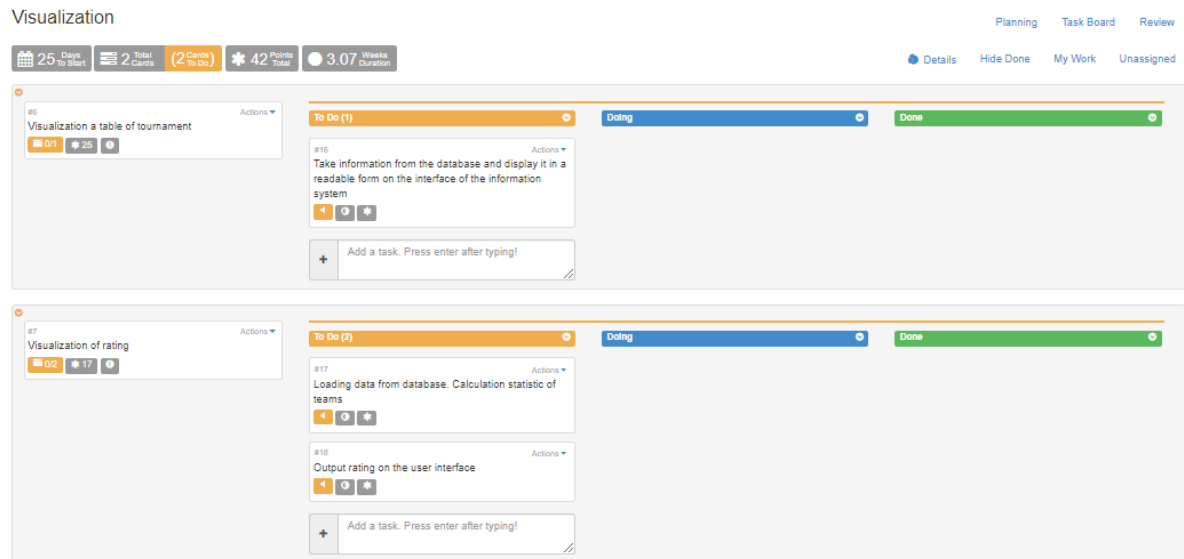 Visualization
Planning Task Board Review
25 Days To Start 2 Total Cards (2 Cards To Do) 42 Points Total 3.07 Weeks Duration
Details Hide Done My Work Unassigned
#6 Actions
Visualization a table of tournament
0/1 25
To Do (1) Doing Done
#16 Actions
Take information from the database and display it in a
readable form on the interface of the information
system
Add a task. Press enter after typing!
#7 Actions
Visualization of rating
0/2 17
To Do (2) Doing Done
#17 Actions
Loading data from database. Calculation statistic of
teams
#18 Actions
Output rating on the user interface
Add a task. Press enter after typing!